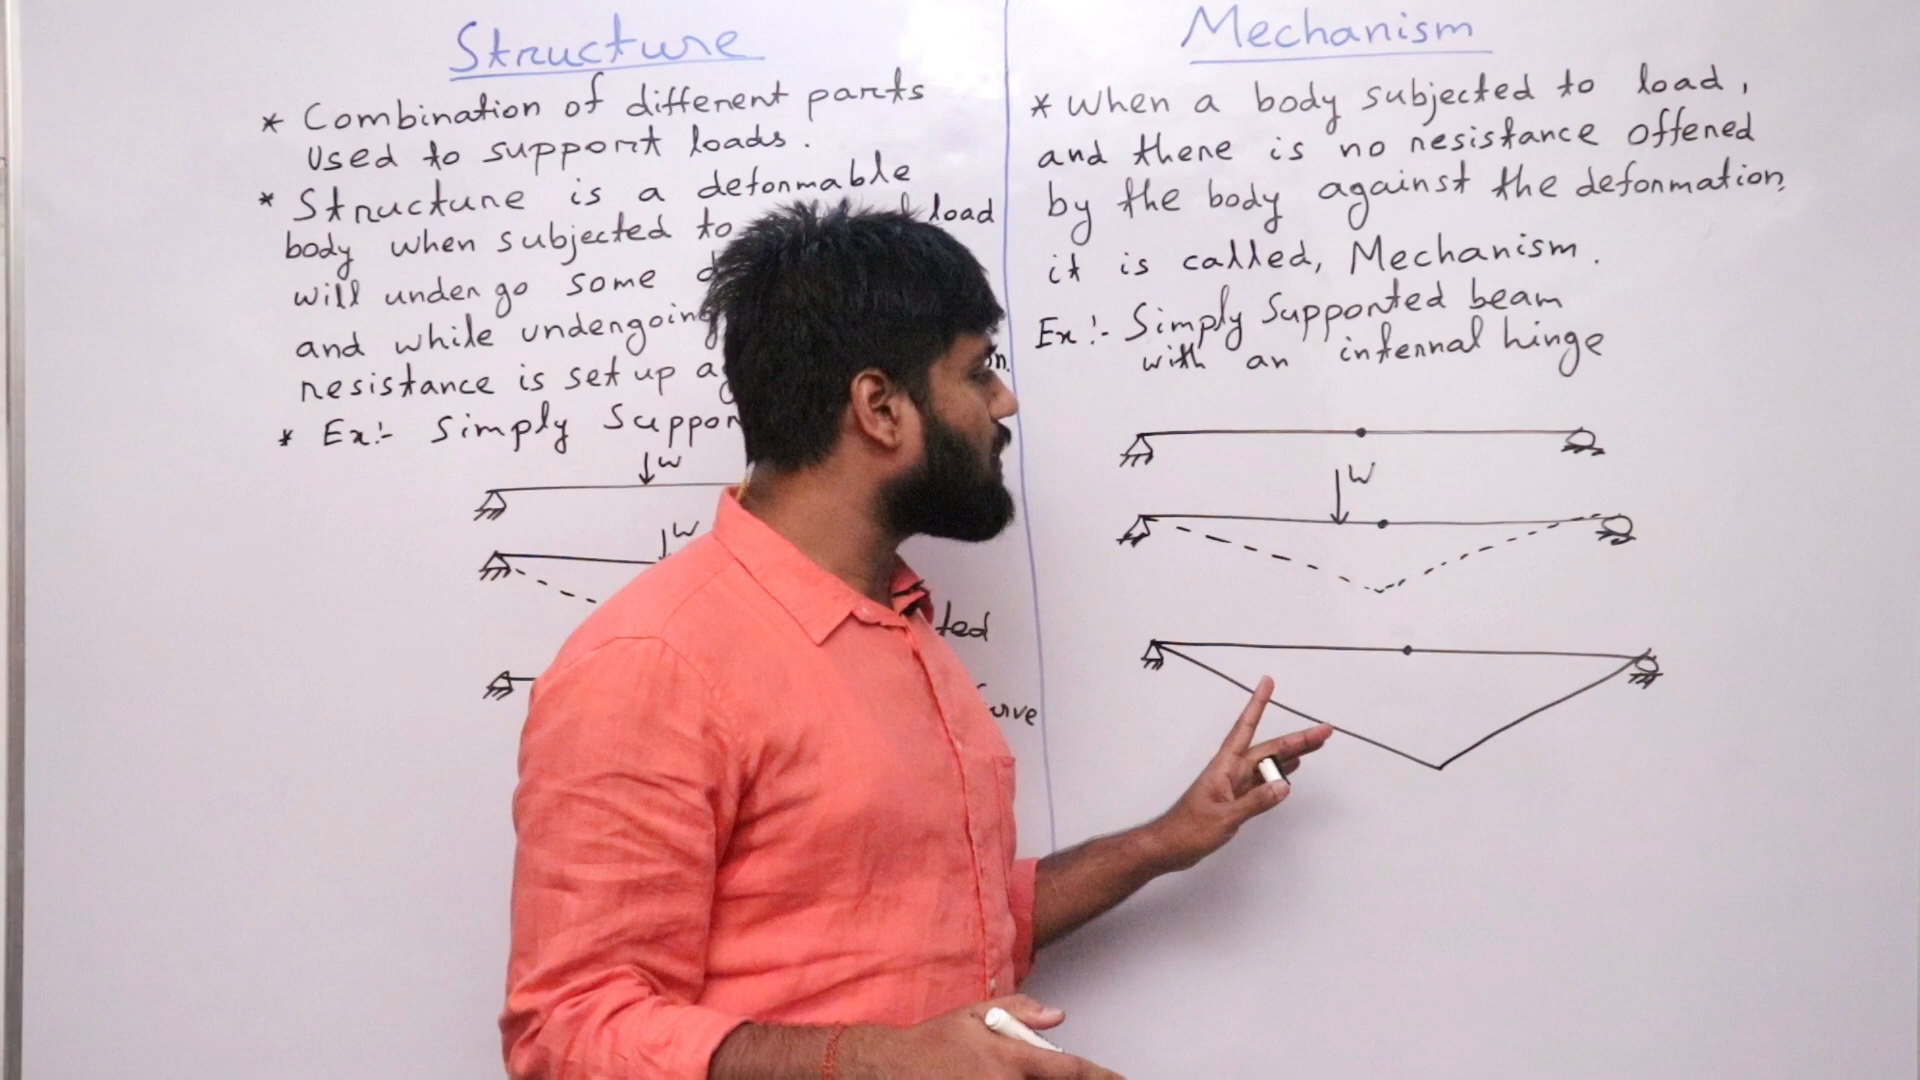 Structure
* Combination of different parts
used to support loads.
* Structure is a deformable
body when subjected to load
will undergo some
and while undergoing
resistance is set up
* Ex:- Simply
W
W
Mechanism
* When a body subjected to load,
and there is no resistance offered
by the body against the deformation,
it is called, Mechanism.
Ex:- Simply Supported beam
with an internal hinge
W